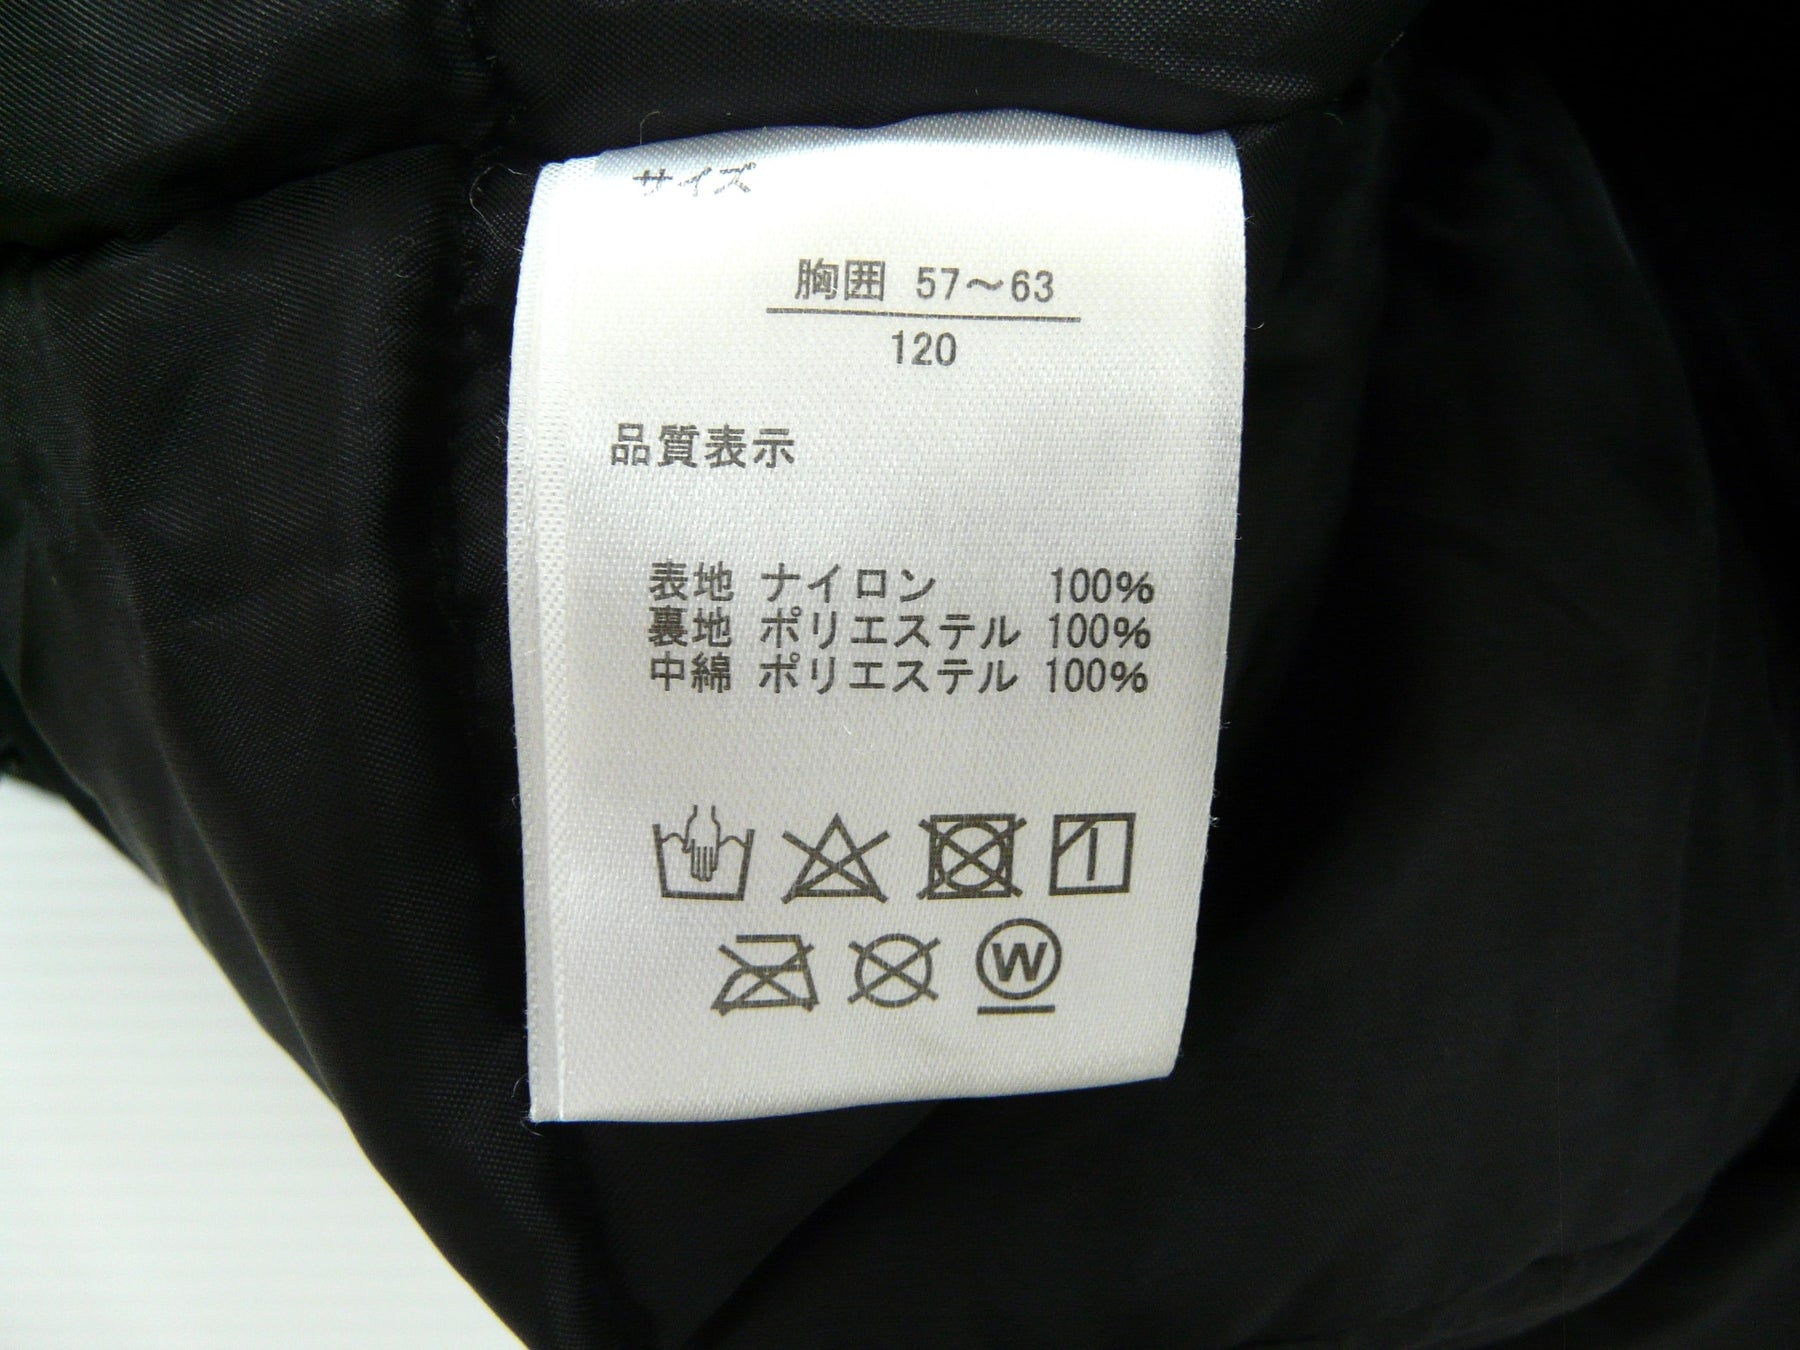 サイズ
胸囲 57～63
120
品質表示
表地 ナイロン 100%
裏地 ポリエステル 100%
中綿 ポリエステル 100%
W